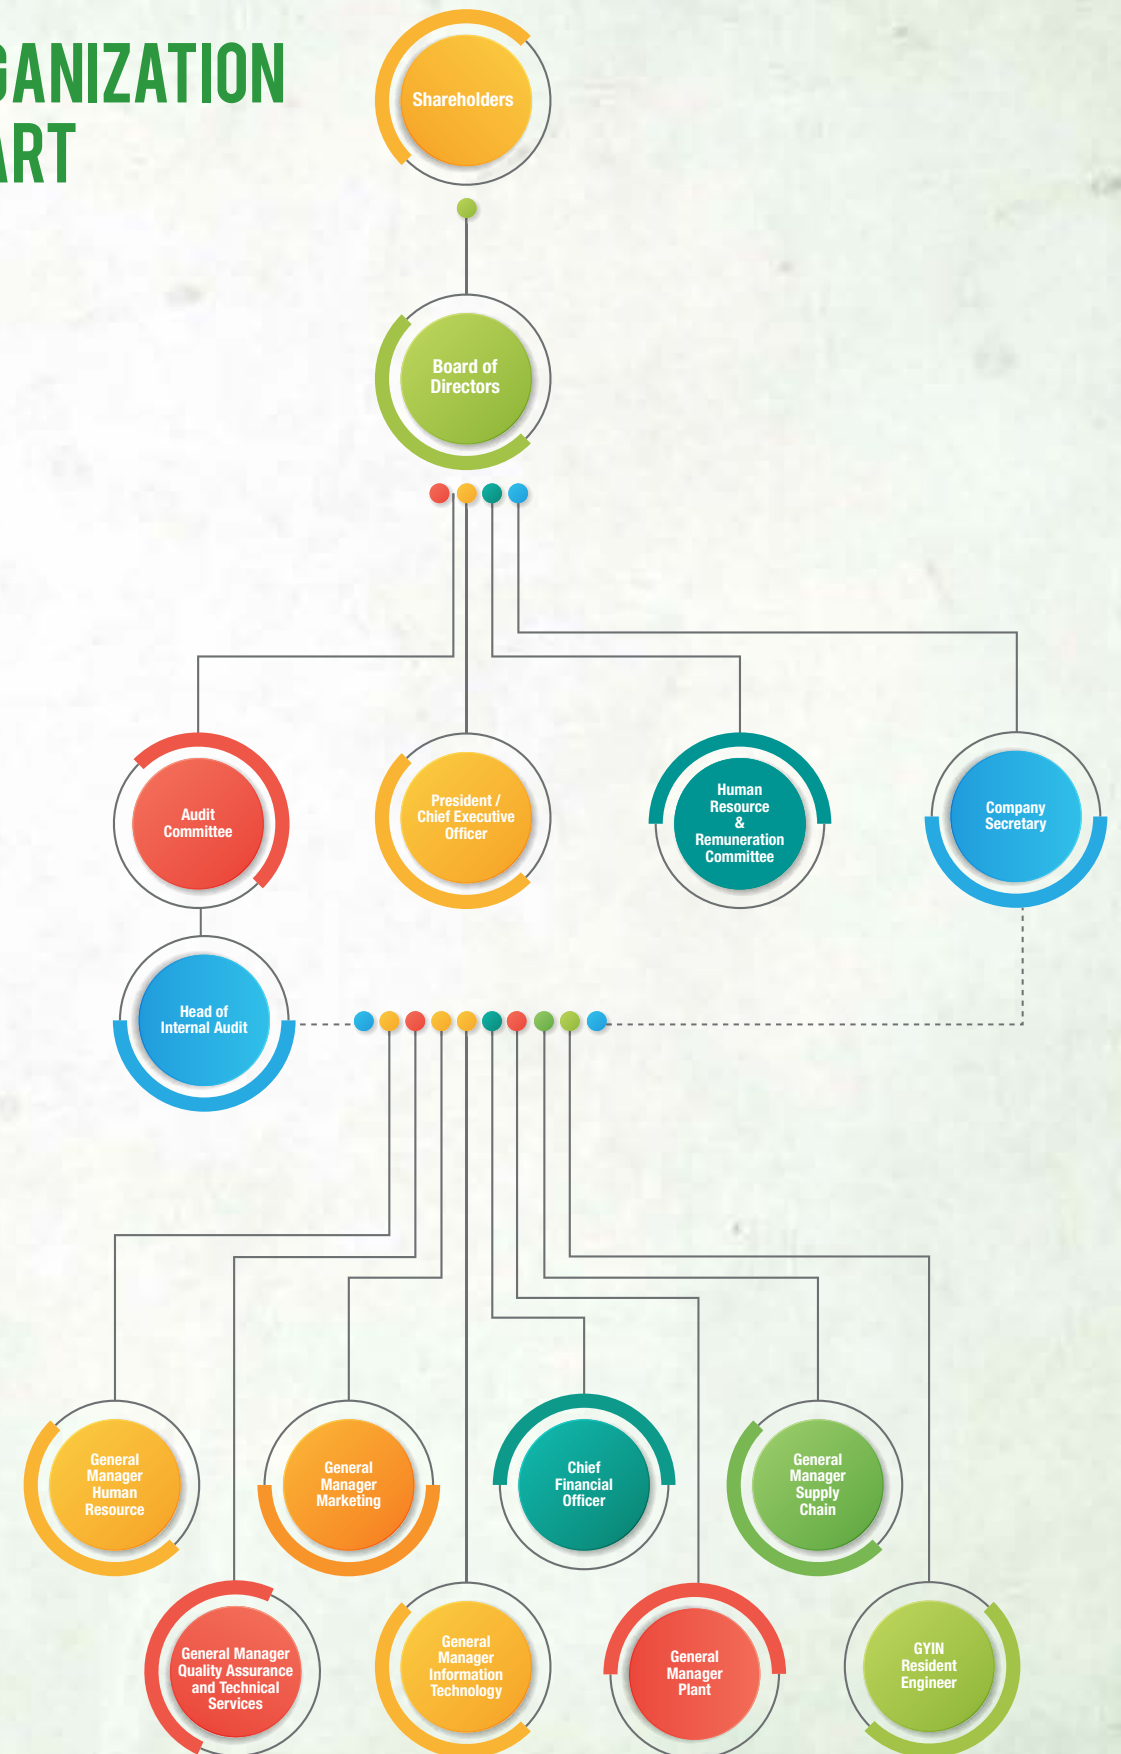 GANIZATION
ART
Shareholders
Board of
Directors
Audit
Committee
President /
Chief Executive
Officer
Human
Resource
&
Remuneration
Committee
Company
Secretary
Head of
Internal Audit
General
Manager
Human
Resource
General
Manager
Marketing
Chief
Financial
Officer
General
Manager
Supply
Chain
General Manager
Quality Assurance
and Technical
Services
General
Manager
Information
Technology
General
Manager
Plant
GYIN
Resident
Engineer